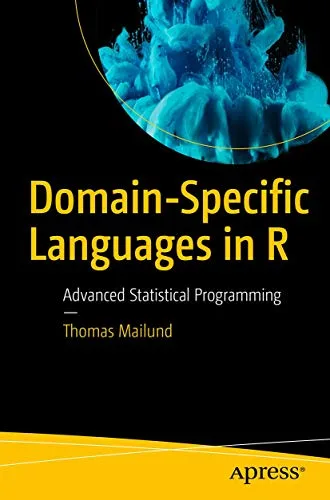 Domain-Specific
Languages in R
Advanced Statistical Programming
—
Thomas Mailund
Apress®